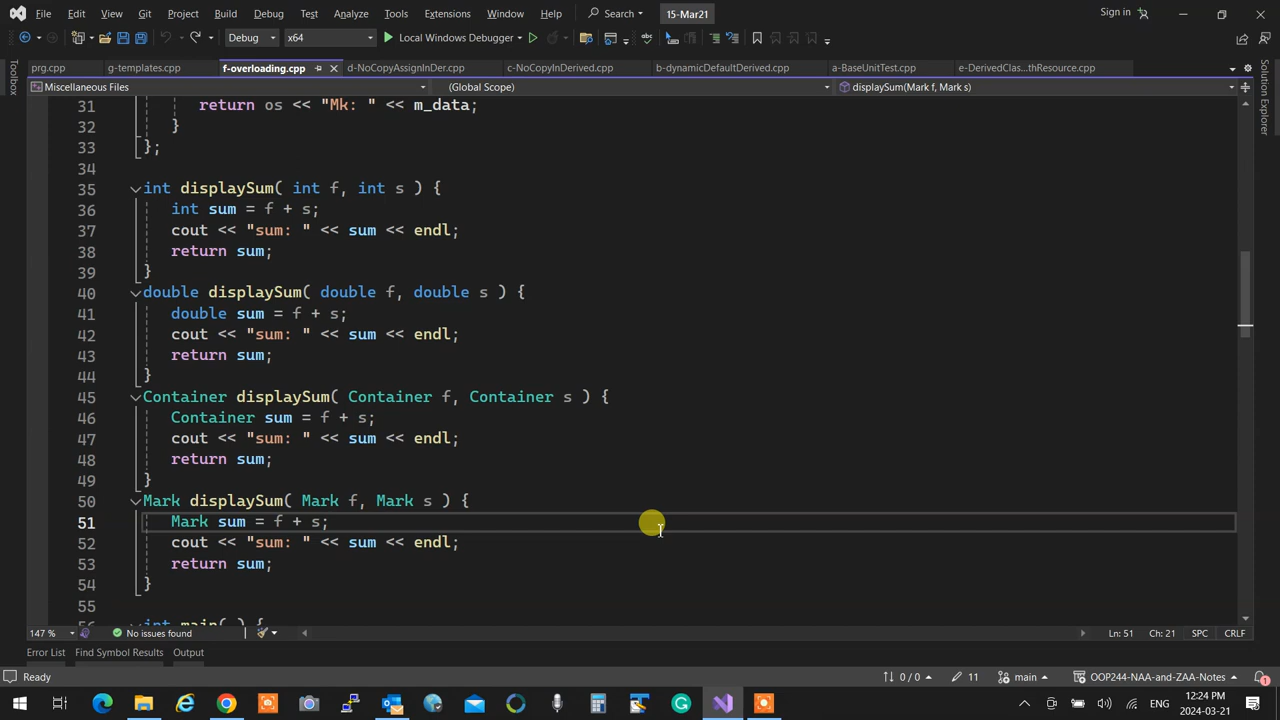 File Edit View Git Project Build Debug Test Analyze Tools Extensions Window Help Search 15-Mar21 Sign in
Debug x64 Local Windows Debugger
prg.cpp g-templates.cpp f-overloading.cpp d-NoCopyAssignInDer.cpp c-NoCopyInDerived.cpp b-dynamicDefaultDerived.cpp a-BaseUnitTest.cpp e-DerivedClas...thResource.cpp
Miscellaneous Files (Global Scope) displaySum(Mark f, Mark s)
Toolbox
Solution Explorer
31 return os << "Mk: " << m_data;
32 }
33 };
34
35 int displaySum( int f, int s ) {
36 int sum = f + s;
37 cout << "sum: " << sum << endl;
38 return sum;
39 }
40 double displaySum( double f, double s ) {
41 double sum = f + s;
42 cout << "sum: " << sum << endl;
43 return sum;
44 }
45 Container displaySum( Container f, Container s ) {
46 Container sum = f + s;
47 cout << "sum: " << sum << endl;
48 return sum;
49 }
50 Mark displaySum( Mark f, Mark s ) {
51 Mark sum = f + s;
52 cout << "sum: " << sum << endl;
53 return sum;
54 }
55
56 int main( ) {
147 % No issues found Ln: 51 Ch: 21 SPC CRLF
Error List Find Symbol Results Output
Ready 0 / 0 11 main OOP244-NAA-and-ZAA-Notes 1
ENG 12:24 PM
2024-03-21